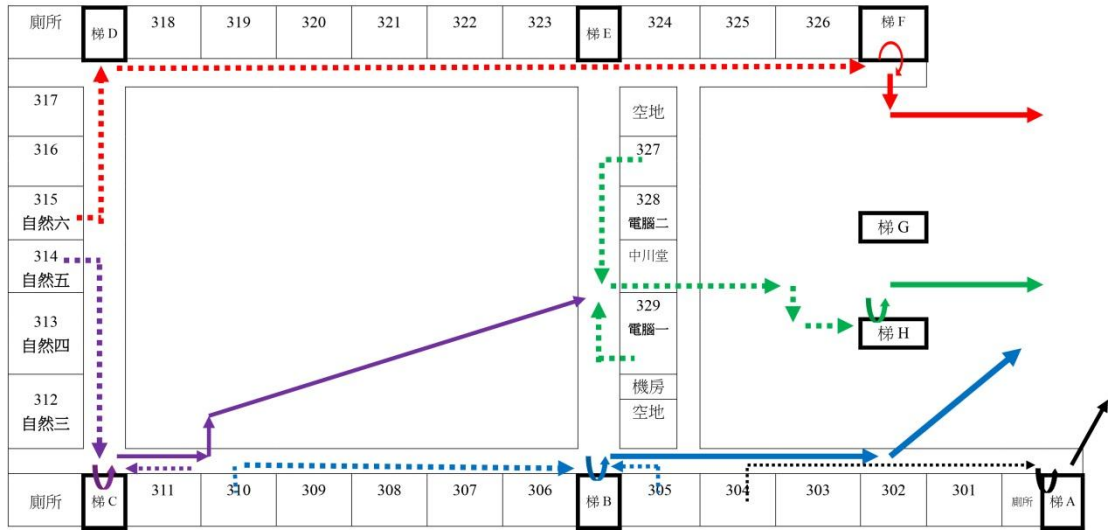 廁所 梯 D 318 319 320 321 322 323 梯 E 324 325 326 梯 F
317 空地
316 327
315 328
自然六 電腦二 梯 G
314 中川堂
自然五
313 329
自然四 電腦一 梯 H
312 機房
自然三 空地
廁所 梯 C 311 310 309 308 307 306 梯 B 305 304 303 302 301 廁所 梯 A